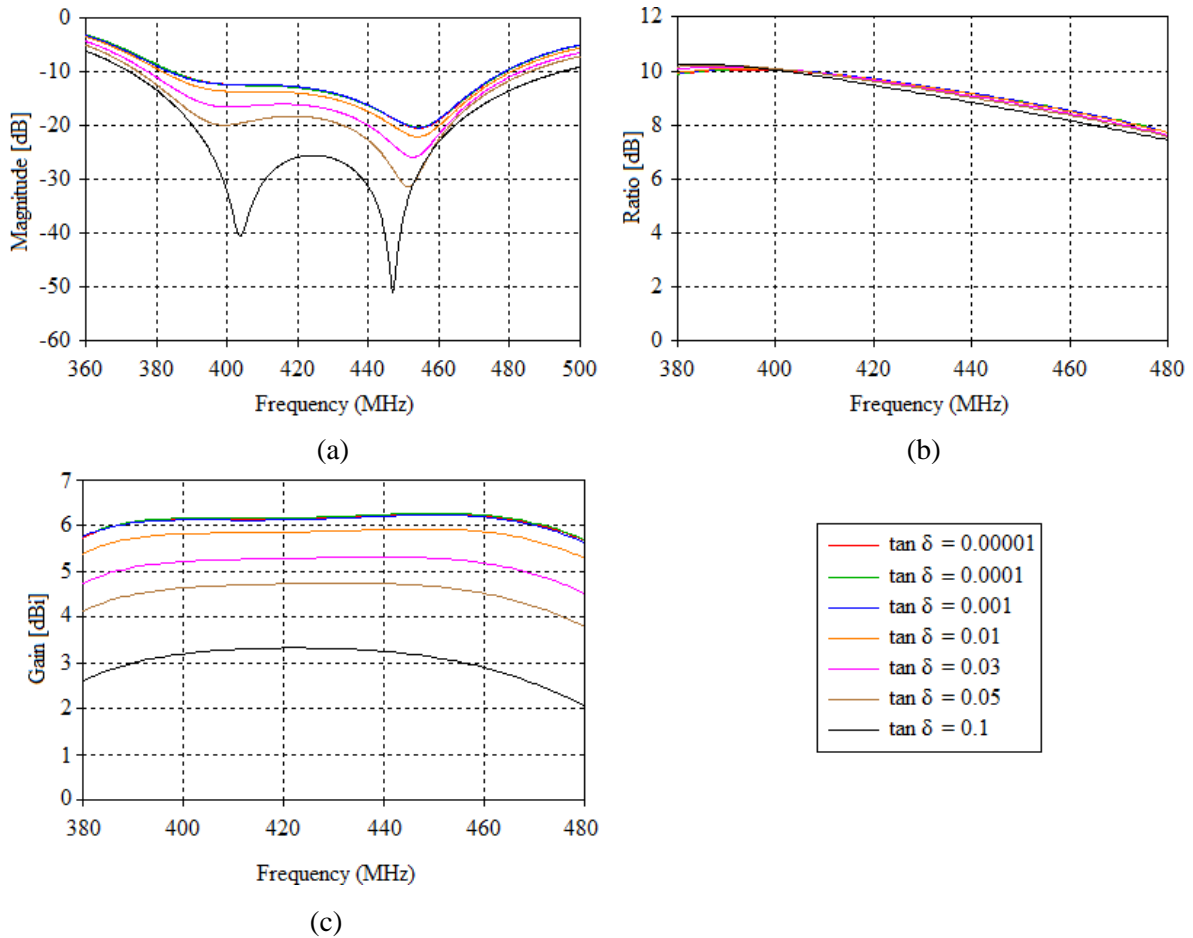 0
-10
-20
-30
-40
-50
-60
Magnitude [dB]
360 380 400 420 440 460 480 500
Frequency (MHz)
(a)
12
10
8
6
4
2
0
Ratio [dB]
380 400 420 440 460 480
Frequency (MHz)
(b)
7
6
5
4
3
2
1
0
Gain [dBi]
380 400 420 440 460 480
Frequency (MHz)
(c)
tan δ = 0.00001
tan δ = 0.0001
tan δ = 0.001
tan δ = 0.01
tan δ = 0.03
tan δ = 0.05
tan δ = 0.1